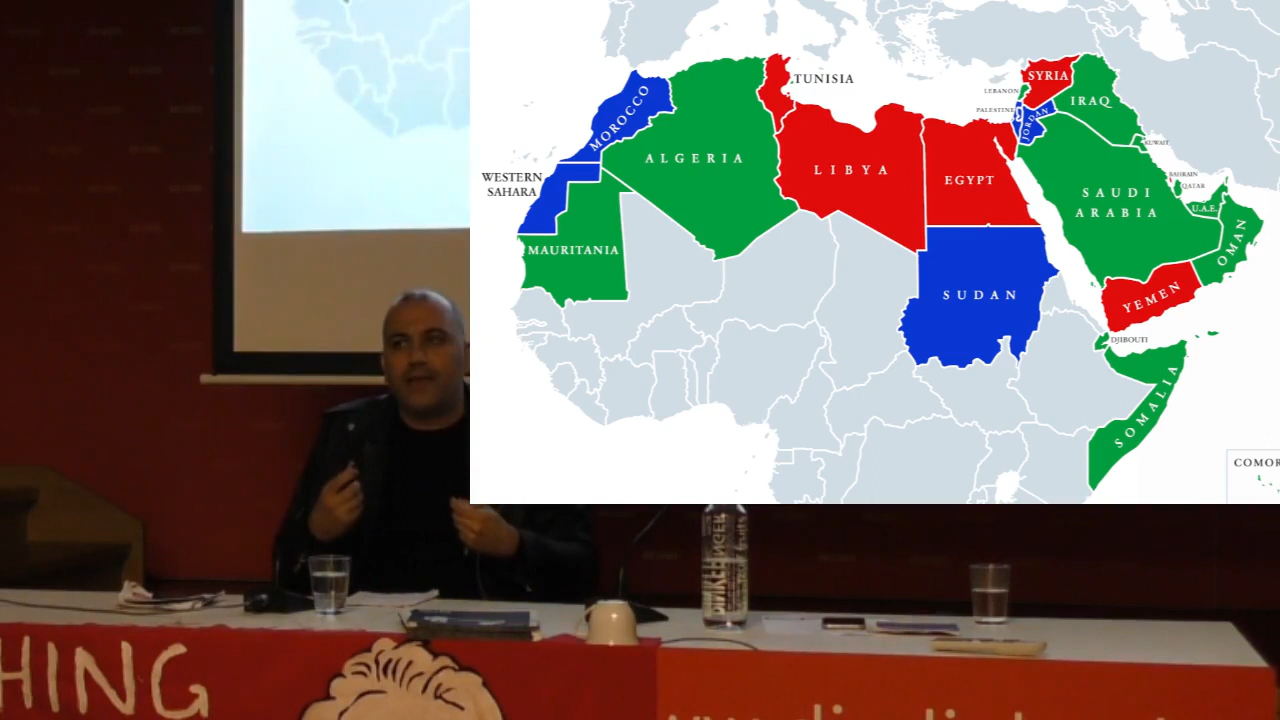 TUNISIA
SYRIA
LEBANON
IRAQ
MOROCCO
PALESTINE
JORDAN
ALGERIA
KUWAIT
LIBYA
WESTERN
SAHARA
EGYPT
BAHRAIN
QATAR
SAUDI
ARABIA
U.A.E.
MAURITANIA
OMAN
SUDAN
YEMEN
DJIBOUTI
SOMALIA
HING